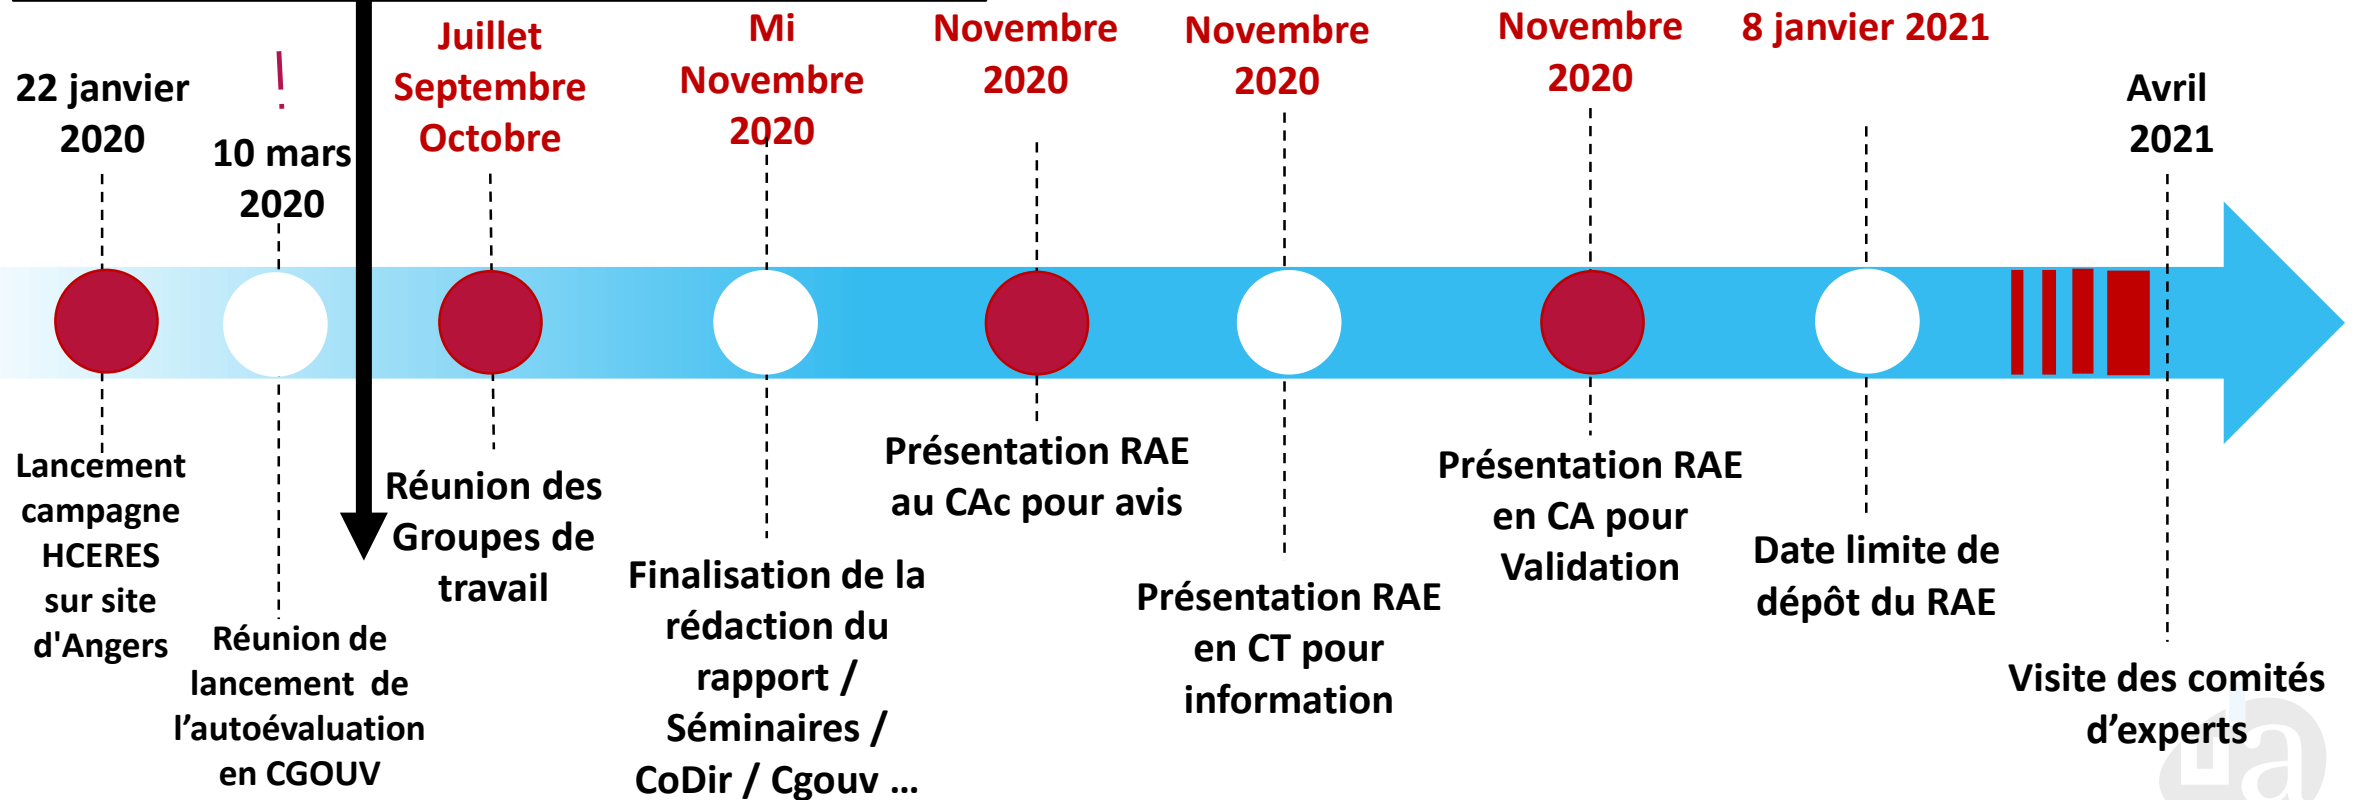 22 janvier
2020
!
10 mars
2020
Juillet
Septembre
Octobre
Mi
Novembre
2020
Novembre
2020
Novembre
2020
Novembre
2020
8 janvier 2021
Avril
2021
Lancement
campagne
HCERES
sur site
d'Angers
Réunion de
lancement de
l’autoévaluation
en CGOUV
Réunion des
Groupes de
travail
Finalisation de la
rédaction du
rapport /
Séminaires /
CoDir / Cgouv ...
Présentation RAE
au CAc pour avis
Présentation RAE
en CT pour
information
Présentation RAE
en CA pour
Validation
Date limite de
dépôt du RAE
Visite des comités
d’experts
ua